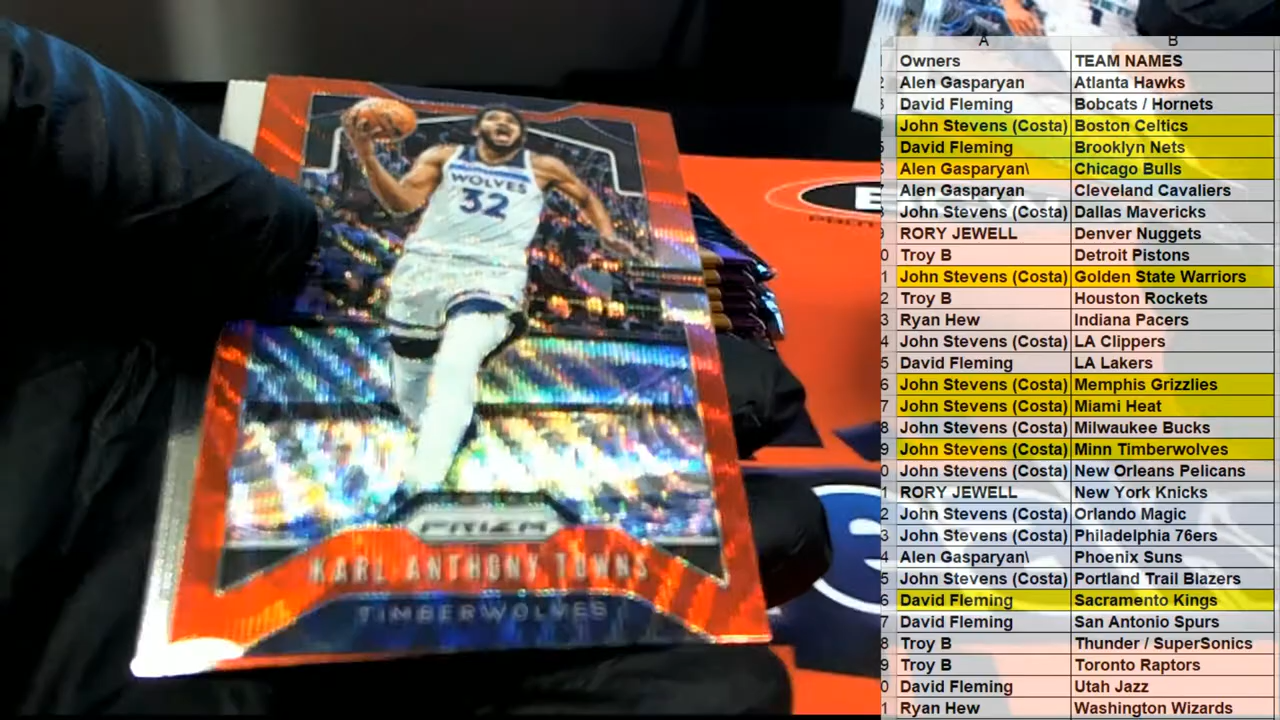 WOLVES
32
PRIZM
KARL ANTHONY TOWNS
TIMBERWOLVES
A B
Owners TEAM NAMES
Alen Gasparyan Atlanta Hawks
David Fleming Bobcats / Hornets
John Stevens (Costa) Boston Celtics
David Fleming Brooklyn Nets
Alen Gasparyan\ Chicago Bulls
Alen Gasparyan Cleveland Cavaliers
John Stevens (Costa) Dallas Mavericks
RORY JEWELL Denver Nuggets
Troy B Detroit Pistons
John Stevens (Costa) Golden State Warriors
Troy B Houston Rockets
Ryan Hew Indiana Pacers
John Stevens (Costa) LA Clippers
David Fleming LA Lakers
John Stevens (Costa) Memphis Grizzlies
John Stevens (Costa) Miami Heat
John Stevens (Costa) Milwaukee Bucks
John Stevens (Costa) Minn Timberwolves
John Stevens (Costa) New Orleans Pelicans
RORY JEWELL New York Knicks
John Stevens (Costa) Orlando Magic
John Stevens (Costa) Philadelphia 76ers
Alen Gasparyan\ Phoenix Suns
John Stevens (Costa) Portland Trail Blazers
David Fleming Sacramento Kings
David Fleming San Antonio Spurs
Troy B Thunder / SuperSonics
Troy B Toronto Raptors
David Fleming Utah Jazz
Ryan Hew Washington Wizards